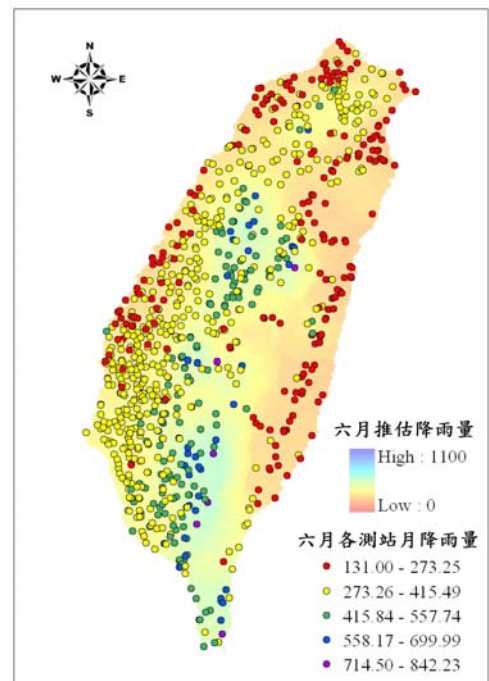 N
W E
S
六月推估降雨量
High : 1100
Low : 0
六月各測站月降雨量
131.00 - 273.25
273.26 - 415.49
415.84 - 557.74
558.17 - 699.99
714.50 - 842.23